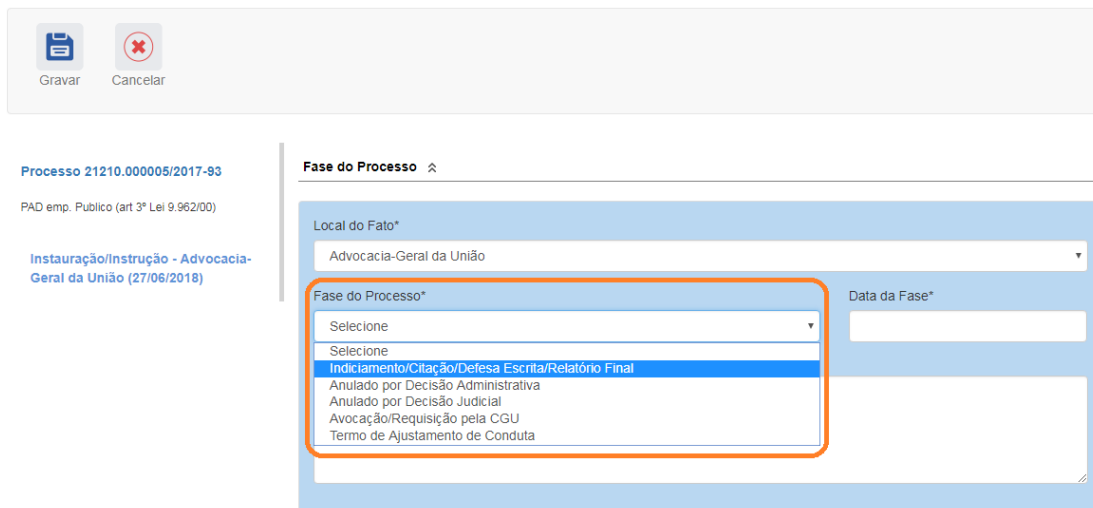 Gravar Cancelar
Processo 21210.000005/2017-93
PAD emp. Publico (art 3º Lei 9.962/00)
Instauração/Instrução - Advocacia-
Geral da União (27/06/2018)
Fase do Processo
Local do Fato*
Advocacia-Geral da União
Fase do Processo*
Data da Fase*
Selecione
Selecione
Indiciamento/Citação/Defesa Escrita/Relatório Final
Anulado por Decisão Administrativa
Anulado por Decisão Judicial
Avocação/Requisição pela CGU
Termo de Ajustamento de Conduta